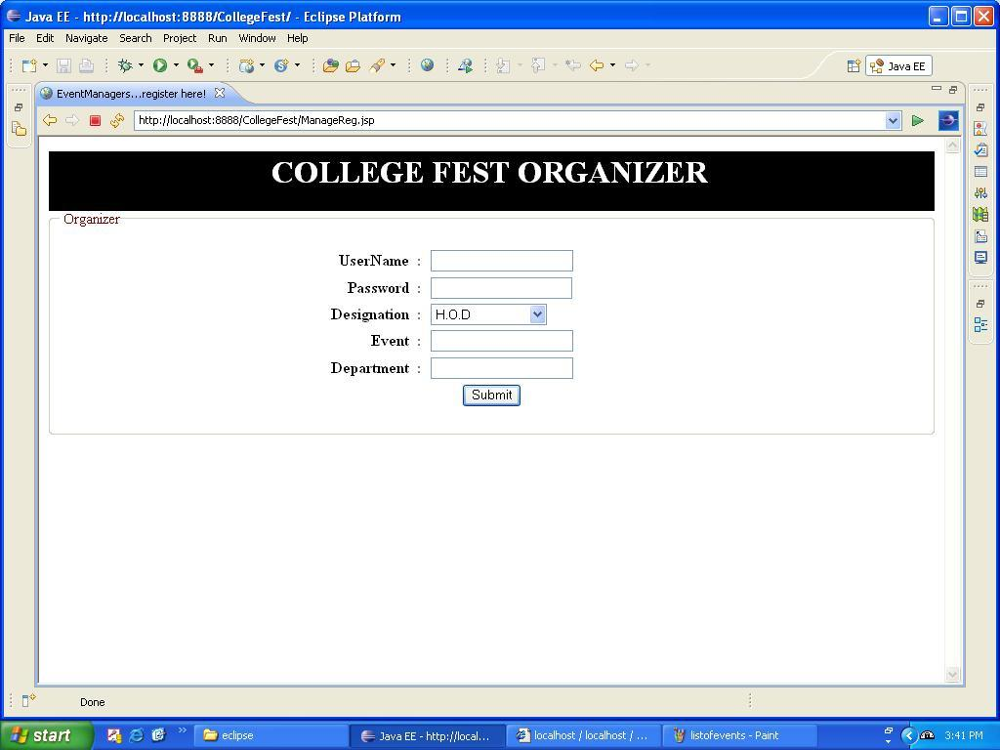 Java EE - http://localhost:8888/CollegeFest/ - Eclipse Platform
File Edit Navigate Search Project Run Window Help
Java EE
EventManagers...register here!
http://localhost:8888/CollegeFest/ManageReg.jsp
COLLEGE FEST ORGANIZER
Organizer
UserName :
Password :
Designation : H.O.D
Event :
Department :
Submit
Done
start eclipse Java EE - http://local... localhost / localhost / ... listofevents - Paint 3:41 PM